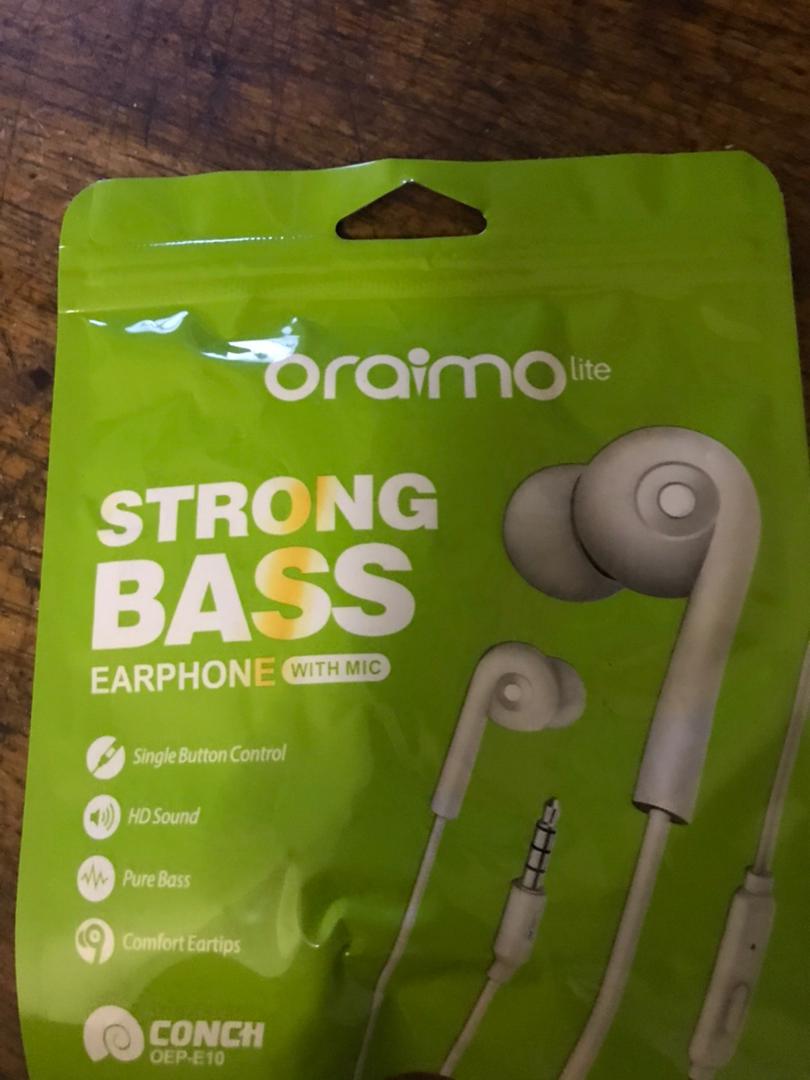 oraimo lite
STRONG
BASS
EARPHONE WITH MIC
Single Button Control
HD Sound
Pure Bass
Comfort Eartips
CONCH
OEP-E10